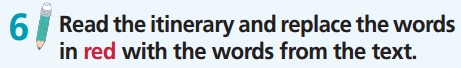 6 Read the itinerary and replace the words
in red with the words from the text.